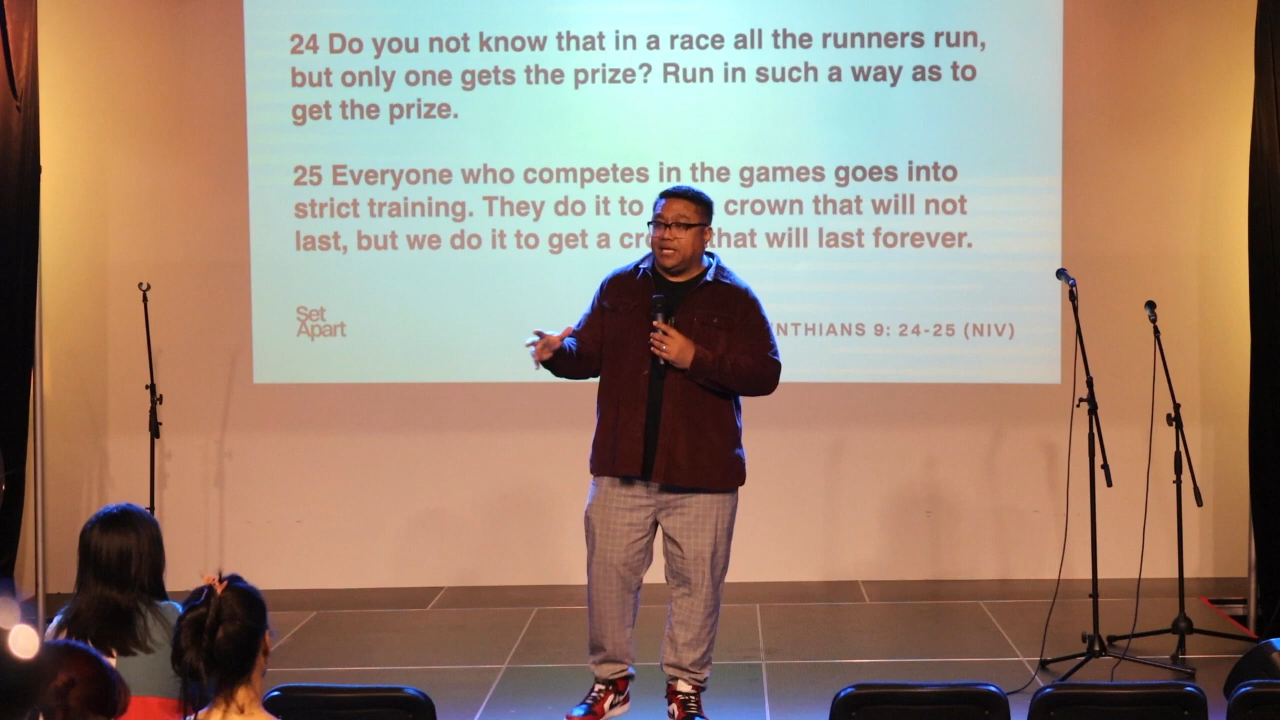 24 Do you not know that in a race all the runners run,
but only one gets the prize? Run in such a way as to
get the prize.
25 Everyone who competes in the games goes into
strict training. They do it to crown that will not
last, but we do it to get a that will last forever.
Set
Apart
9: 24-25 (NIV)